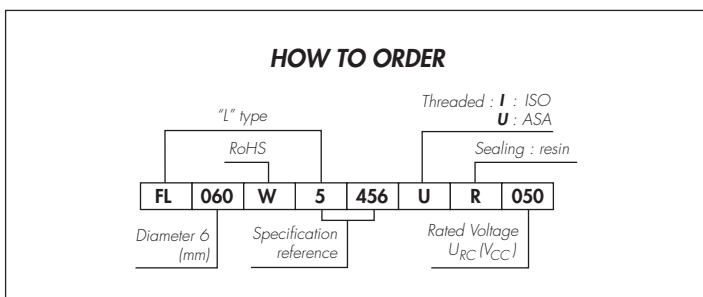 HOW TO ORDER
Threaded : I : ISO
U : ASA
"L" type
RoHS
Sealing : resin
FL 060 W 5 456 U R 050
Diameter 6
(mm)
Specification
reference
Rated Voltage
URC (VCC)